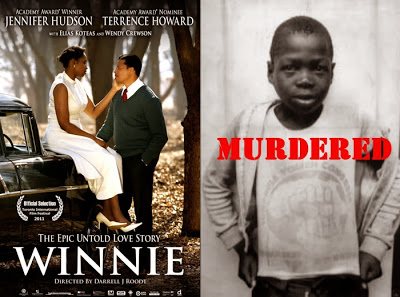 ACADEMY AWARD® WINNER
JENNIFER HUDSON
ACADEMY AWARD® NOMINEE
TERRENCE HOWARD
WITH ELIAS KOTEAS AND WENDY CREWSON
Official Selection
Toronto International
Film Festival
2011
THE EPIC UNTOLD LOVE STORY
WINNIE
DIRECTED BY DARRELL J ROODT
MURDERED